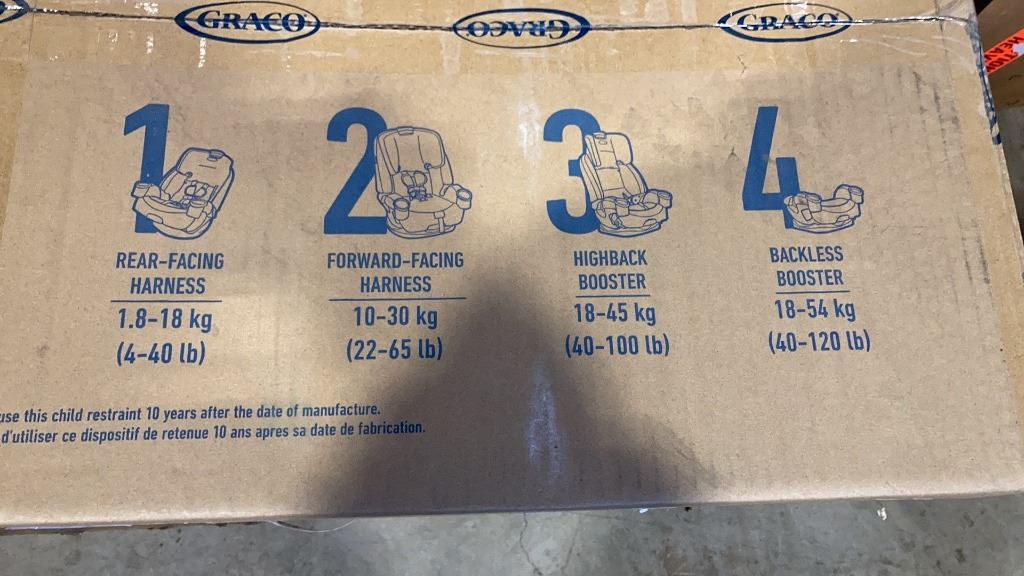 GRACO
GRACO
GRACO
1
REAR-FACING
HARNESS
1.8-18 kg
(4-40 lb)
2
FORWARD-FACING
HARNESS
10-30 kg
(22-65 lb)
3
HIGHBACK
BOOSTER
18-45 kg
(40-100 lb)
4
BACKLESS
BOOSTER
18-54 kg
(40-120 lb)
use this child restraint 10 years after the date of manufacture.
d'utiliser ce dispositif de retenue 10 ans apres sa date de fabrication.